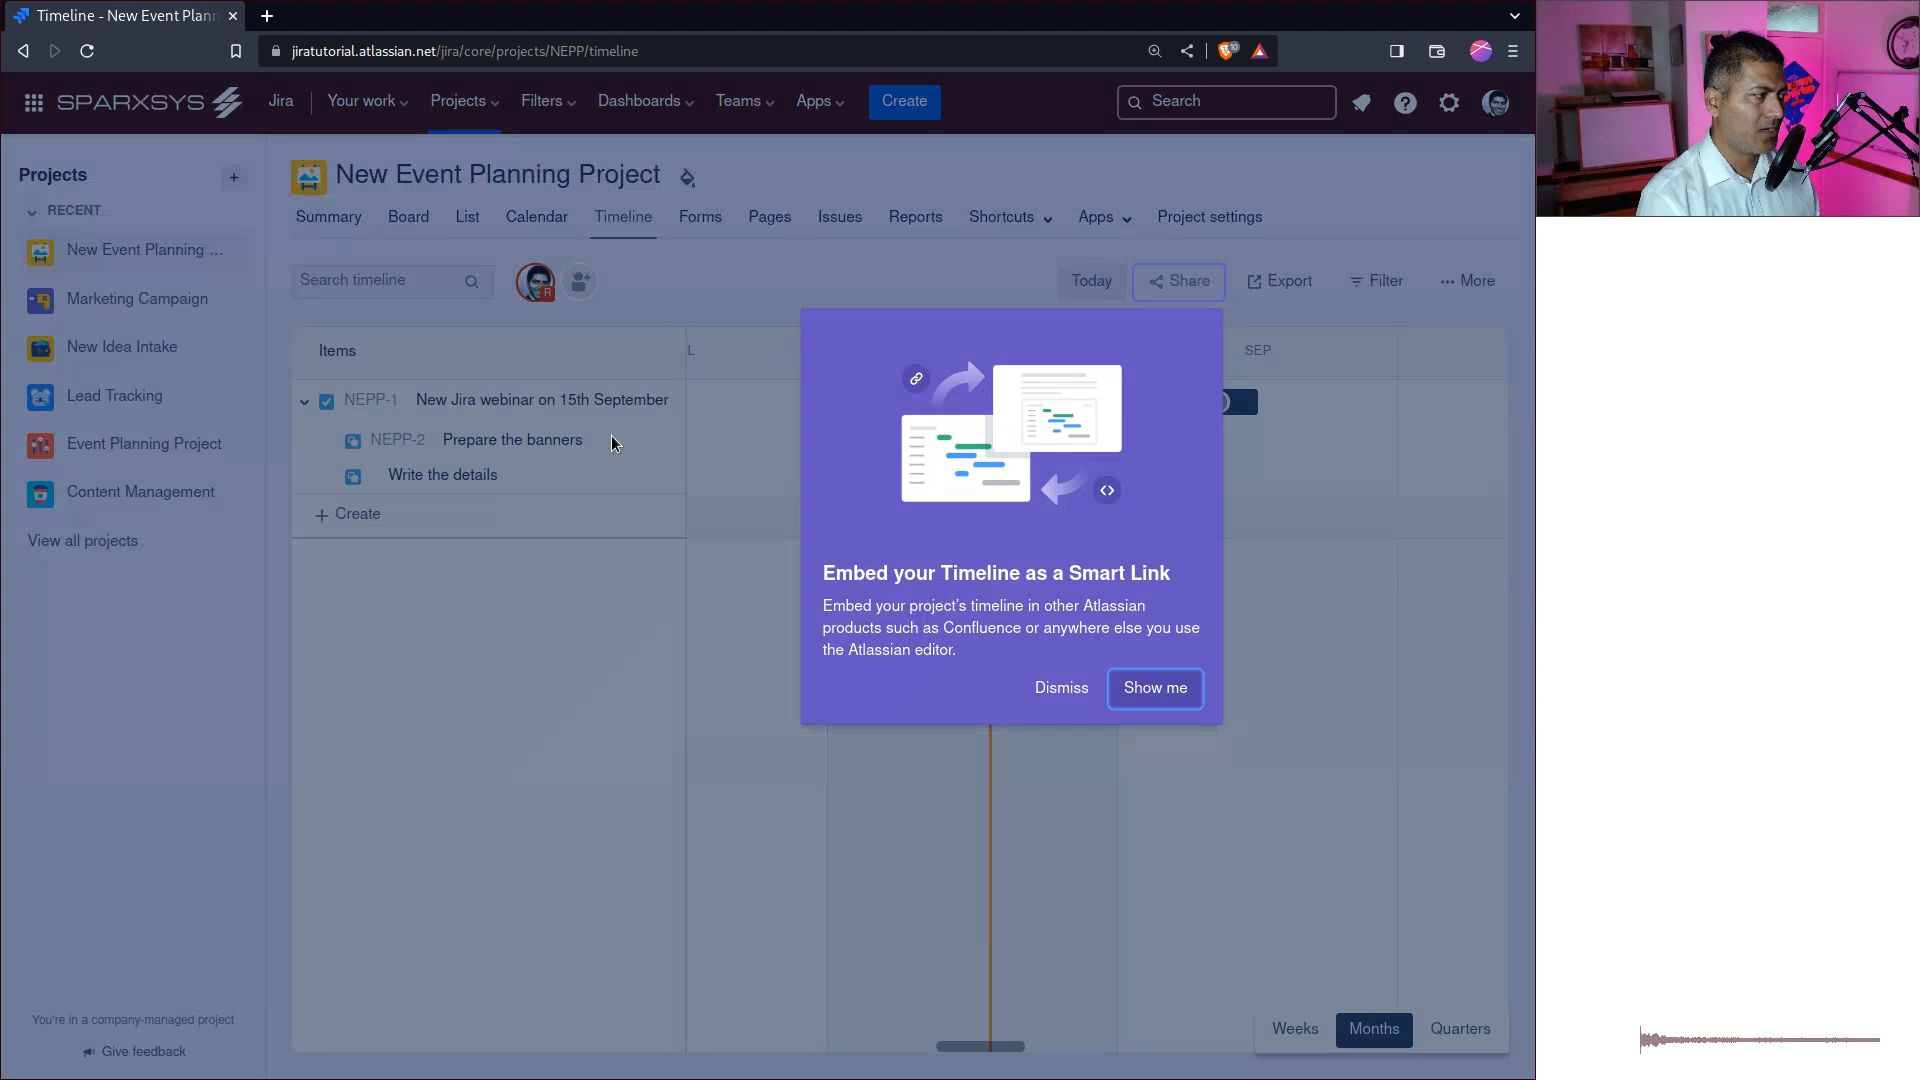 Timeline - New Event Plann
jiratutorial.atlassian.net/jira/core/projects/NEPP/timeline
10
SPARXSYS
Jira
Your work
Projects
Filters
Dashboards
Teams
Apps
Create
Search
Projects
RECENT
New Event Planning ...
Marketing Campaign
New Idea Intake
Lead Tracking
Event Planning Project
Content Management
View all projects
You're in a company-managed project
Give feedback
New Event Planning Project
Summary
Board
List
Calendar
Timeline
Forms
Pages
Issues
Reports
Shortcuts
Apps
Project settings
Search timeline
R
Today
Share
Export
Filter
More
Items
L
SEP
NEPP-1 New Jira webinar on 15th September
NEPP-2 Prepare the banners
Write the details
+ Create
Embed your Timeline as a Smart Link
Embed your project's timeline in other Atlassian
products such as Confluence or anywhere else you use
the Atlassian editor.
Dismiss
Show me
Weeks
Months
Quarters